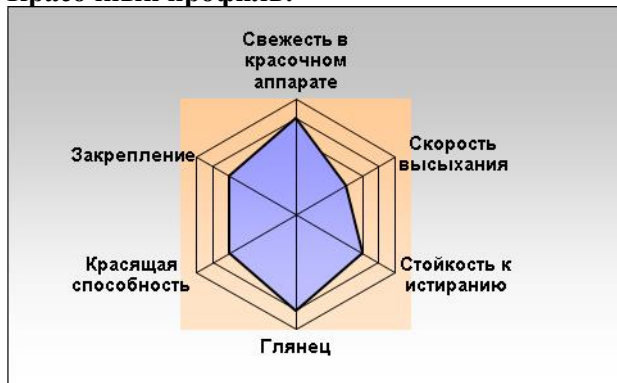 Красочный профиль:
Свежесть в
красочном
аппарате
Закрепление
Скорость
высыхания
Красящая
способность
Стойкость к
истиранию
Глянец